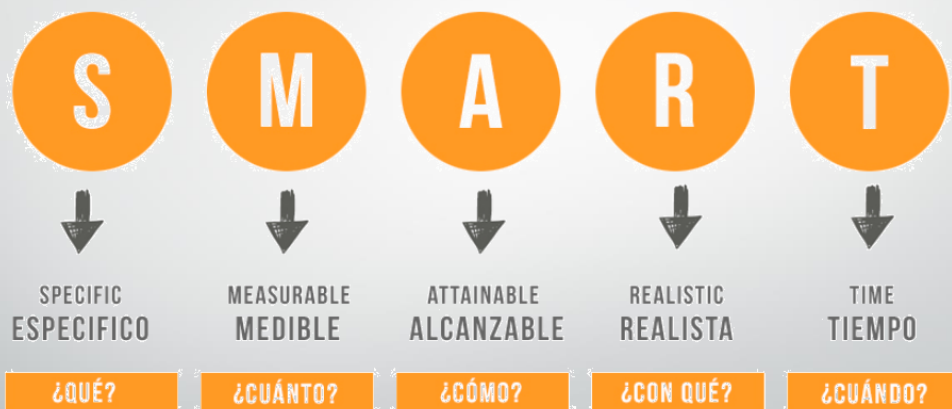 S M A R T
SPECIFIC MEASURABLE ATTAINABLE REALISTIC TIME
ESPECIFICO MEDIBLE ALCANZABLE REALISTA TIEMPO
¿QUÉ? ¿CUÁNTO? ¿CÓMO? ¿CON QUÉ? ¿CUÁNDO?